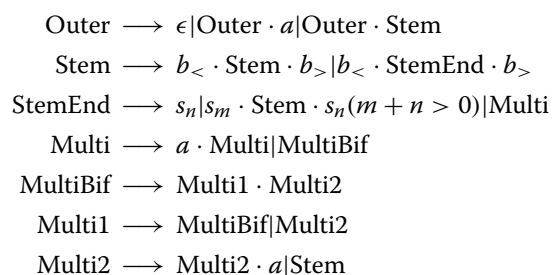 Outer ⟶ ϵ|Outer · a|Outer · Stem
Stem ⟶ b< · Stem · b>|b< · StemEnd · b>
StemEnd ⟶ sn|sm · Stem · sn(m + n > 0)|Multi
Multi ⟶ a · Multi|MultiBif
MultiBif ⟶ Multi1 · Multi2
Multi1 ⟶ MultiBif|Multi2
Multi2 ⟶ Multi2 · a|Stem